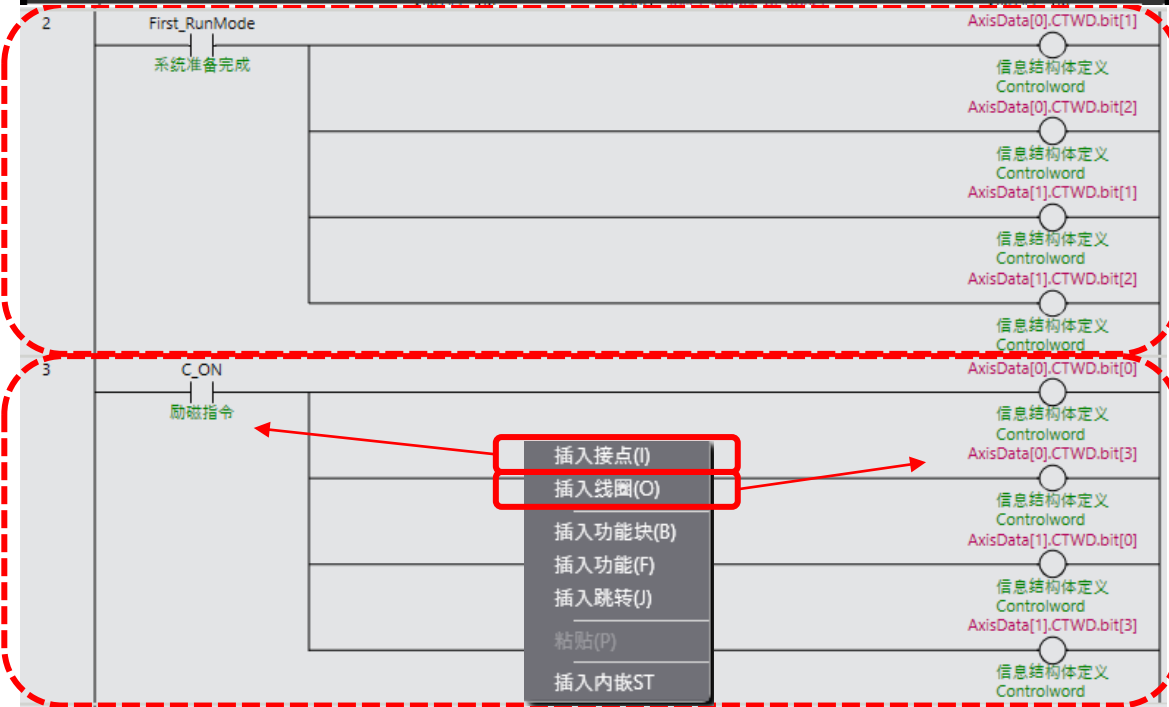 2
First_RunMode
系统准备完成
AxisData[0].CTWD.bit[1]
信息结构体定义
Controlword
AxisData[0].CTWD.bit[2]
信息结构体定义
Controlword
AxisData[1].CTWD.bit[1]
信息结构体定义
Controlword
AxisData[1].CTWD.bit[2]
信息结构体定义
Controlword
3
C_ON
励磁指令
AxisData[0].CTWD.bit[0]
信息结构体定义
Controlword
AxisData[0].CTWD.bit[3]
信息结构体定义
Controlword
AxisData[1].CTWD.bit[0]
信息结构体定义
Controlword
AxisData[1].CTWD.bit[3]
信息结构体定义
Controlword
插入接点(I)
插入线圈(O)
插入功能块(B)
插入功能(F)
插入跳转(J)
粘贴(P)
插入内嵌ST